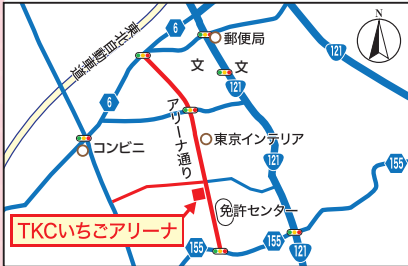 N
東北自動車道
6
郵便局
文
文
121
121
6
アリーナ通り
コンビニ
東京インテリア
121
155
免許センター
TKCいちごアリーナ
155
155
121